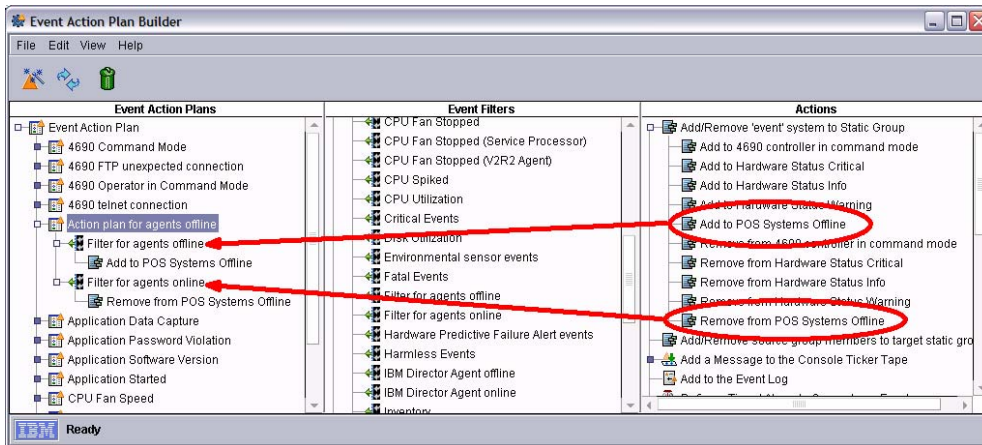 Event Action Plan Builder
File Edit View Help
Event Action Plans
Event Action Plan
4690 Command Mode
4690 FTP unexpected connection
4690 Operator in Command Mode
4690 telnet connection
Action plan for agents offline
Filter for agents offline
Add to POS Systems Offline
Filter for agents online
Remove from POS Systems Offline
Application Data Capture
Application Password Violation
Application Software Version
Application Started
CPU Fan Speed
Event Filters
CPU Fan Stopped
CPU Fan Stopped (Service Processor)
CPU Fan Stopped (V2R2 Agent)
CPU Spiked
CPU Utilization
Critical Events
Disk Utilization
Environmental sensor events
Fatal Events
Filter for agents offline
Filter for agents online
Hardware Predictive Failure Alert events
Harmless Events
IBM Director Agent offline
IBM Director Agent online
Inventory
Actions
Add/Remove 'event' system to Static Group
Add to 4690 controller in command mode
Add to Hardware Status Critical
Add to Hardware Status Info
Add to Hardware Status Warning
Add to POS Systems Offline
Remove from 4690 controller in command mode
Remove from Hardware Status Critical
Remove from Hardware Status Info
Remove from Hardware Status Warning
Remove from POS Systems Offline
Add/Remove source group members to target static gro
Add a Message to the Console Ticker Tape
Add to the Event Log
IBM Ready